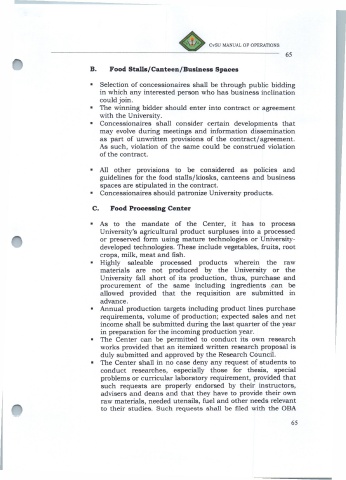 CvSU MANUAL OF OPERATIONS
65
B. Food Stalls/Canteen/Business Spaces
• Selection of concessionaires shall be through public bidding
in which any interested person who has business inclination
could join.
• The winning bidder should enter into contract or agreement
with the University.
• Concessionaires shall consider certain developments that
may evolve during meetings and information dissemination
as part of unwritten provisions of the contract/agreement.
As such, violation of the same could be construed violation
of the contract.
• All other provisions to be considered as policies and
guidelines for the food stalls/kiosks, canteens and business
spaces are stipulated in the contract.
• Concessionaires should patronize University products.
C. Food Processing Center
• As to the mandate of the Center, it has to process
University's agricultural product surpluses into a processed
or preserved form using mature technologies or University-
developed technologies. These include vegetables, fruits, root
crops, milk, meat and fish.
• Highly saleable processed products wherein the raw
materials are not produced by the University or the
University fall short of its production, thus, purchase and
procurement of the same including ingredients can be
allowed provided that the requisition are submitted in
advance.
• Annual production targets including product lines purchase
requirements, volume of production; expected sales and net
income shall be submitted during the last quarter of the year
in preparation for the incoming production year.
• The Center can be permitted to conduct its own research
works provided that an itemized written research proposal is
duly submitted and approved by the Research Council.
• The Center shall in no case deny any request of students to
conduct researches, especially those for thesis, special
problems or curricular laboratory requirement, provided that
such requests are properly endorsed by their instructors,
advisers and deans and that they have to provide their own
raw materials, needed utensils, fuel and other needs relevant
to their studies. Such requests shall be filed with the OBA
65